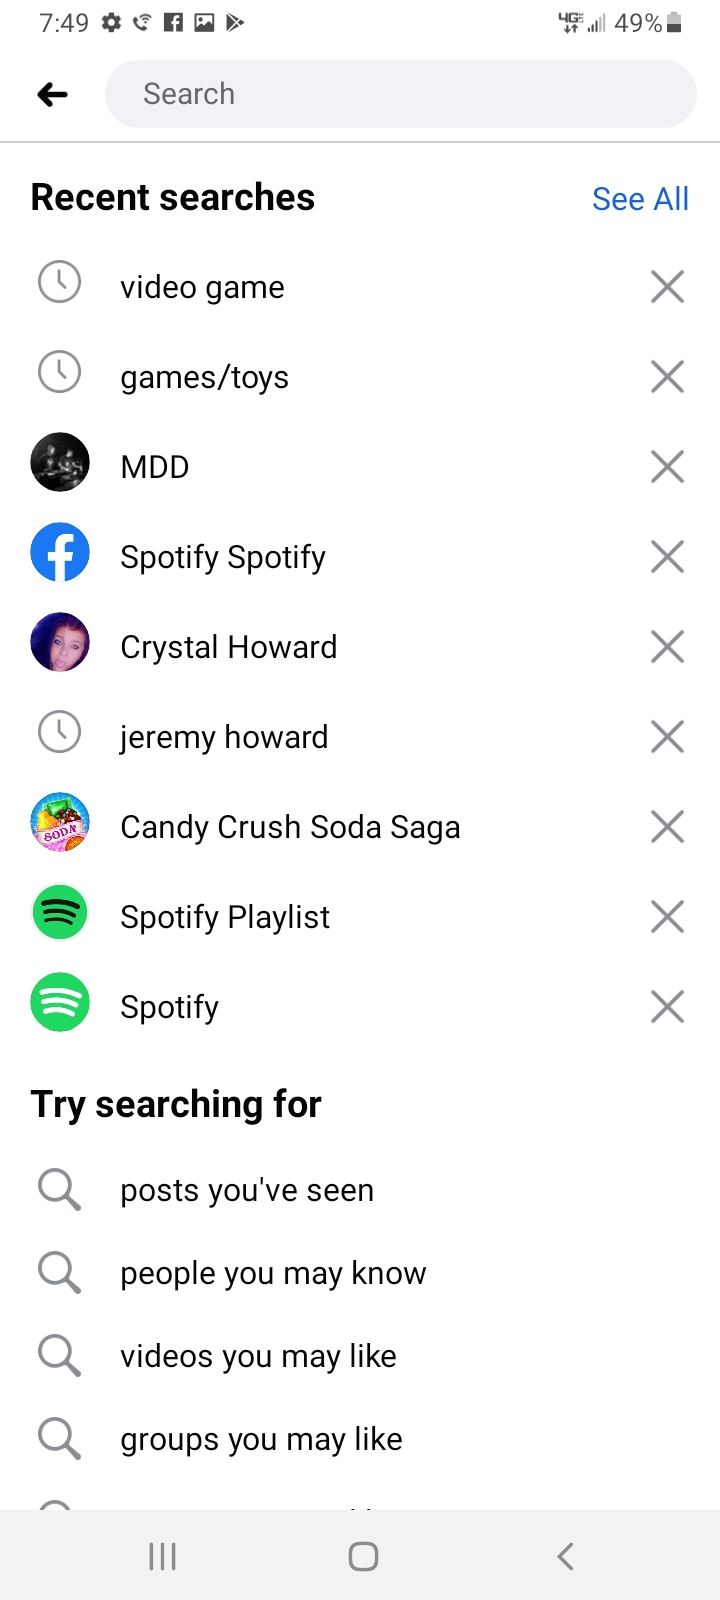 7:49
4G 49%
Search
Recent searches See All
video game
games/toys
MDD
Spotify Spotify
Crystal Howard
jeremy howard
SODA
Candy Crush Soda Saga
Spotify Playlist
Spotify
Try searching for
posts you've seen
people you may know
videos you may like
groups you may like